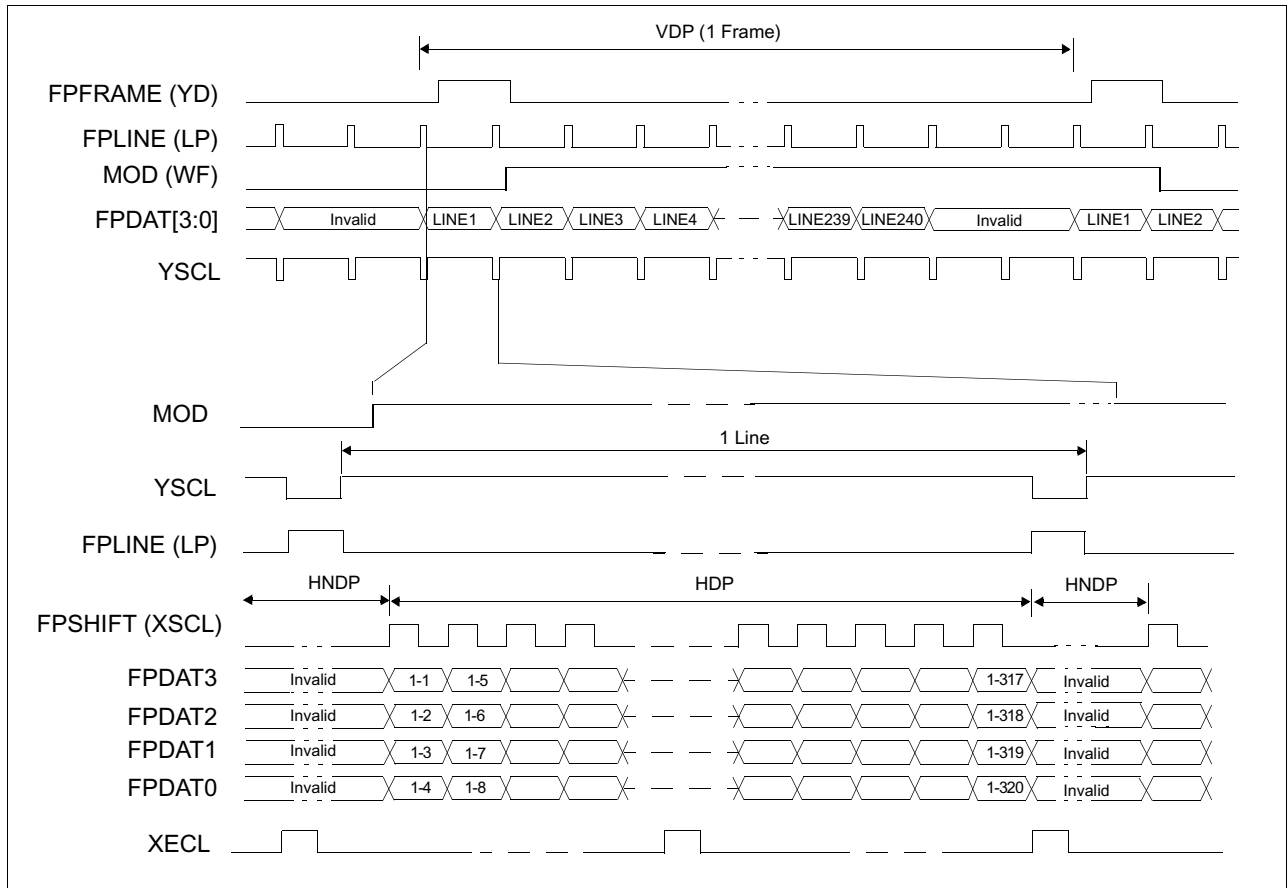 VDP (1 Frame)
FPFRAME (YD)
FPLINE (LP)
MOD (WF)
FPDAT[3:0] Invalid LINE1 LINE2 LINE3 LINE4 LINE239 LINE240 Invalid LINE1 LINE2
YSCL
MOD
1 Line
YSCL
FPLINE (LP)
HNDP HDP HNDP
FPSHIFT (XSCL)
FPDAT3 Invalid 1-1 1-5 1-317 Invalid
FPDAT2 Invalid 1-2 1-6 1-318 Invalid
FPDAT1 Invalid 1-3 1-7 1-319 Invalid
FPDAT0 Invalid 1-4 1-8 1-320 Invalid
XECL